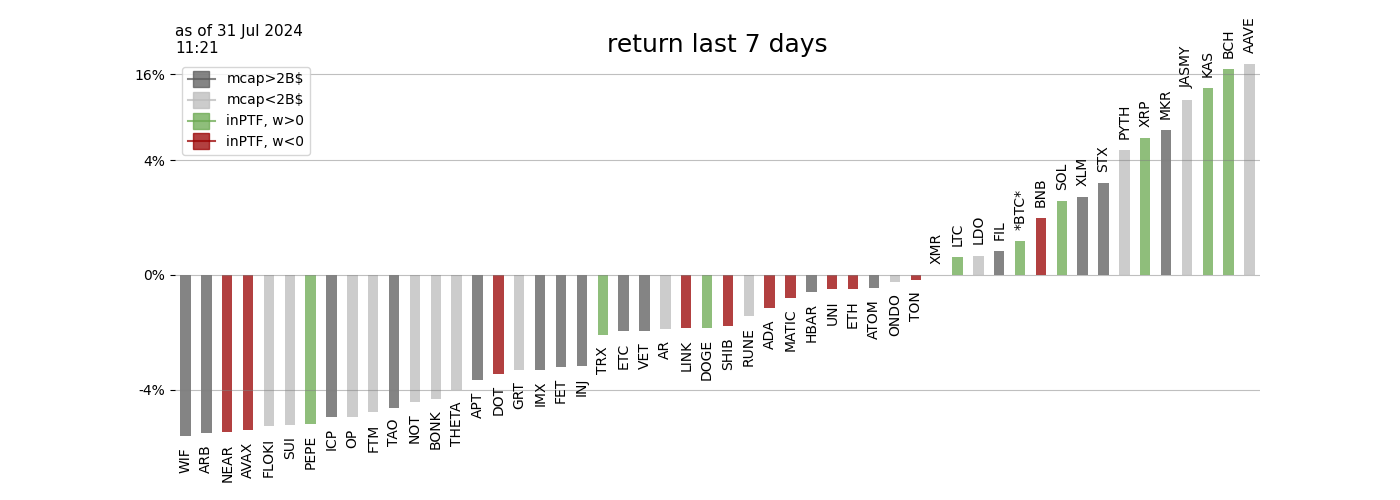 as of 31 Jul 2024
11:21
return last 7 days
mcap>2B$
mcap<2B$
inPTF, w>0
inPTF, w<0
16%
4%
0%
-4%
WIF
ARB
NEAR
AVAX
FLOKI
SUI
PEPE
ICP
OP
FTM
TAO
NOT
BONK
THETA
APT
DOT
GRT
IMX
FET
INJ
TRX
ETC
VET
AR
LINK
DOGE
SHIB
RUNE
ADA
MATIC
HBAR
UNI
ETH
ATOM
ONDO
TON
XMR
LTC
LDO
FIL
*BTC*
BNB
SOL
XLM
STX
PYTH
XRP
MKR
JASMY
KAS
BCH
AAVE